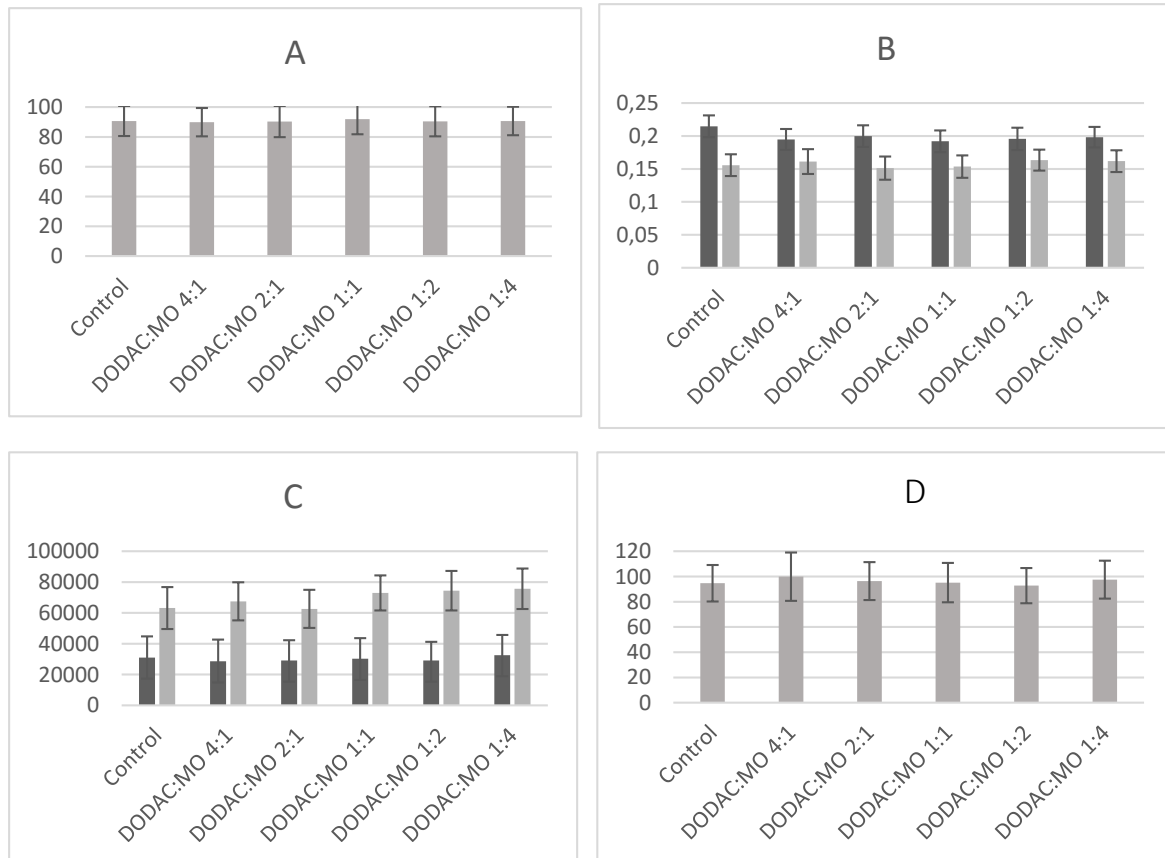 A
100
80
60
40
20
0
Control
DODAC:MO 4:1
DODAC:MO 2:1
DODAC:MO 1:1
DODAC:MO 1:2
DODAC:MO 1:4
B
0,25
0,2
0,15
0,1
0,05
0
Control
DODAC:MO 4:1
DODAC:MO 2:1
DODAC:MO 1:1
DODAC:MO 1:2
DODAC:MO 1:4
C
100000
80000
60000
40000
20000
0
Control
DODAC:MO 4:1
DODAC:MO 2:1
DODAC:MO 1:1
DODAC:MO 1:2
DODAC:MO 1:4
D
120
100
80
60
40
20
0
Control
DODAC:MO 4:1
DODAC:MO 2:1
DODAC:MO 1:1
DODAC:MO 1:2
DODAC:MO 1:4